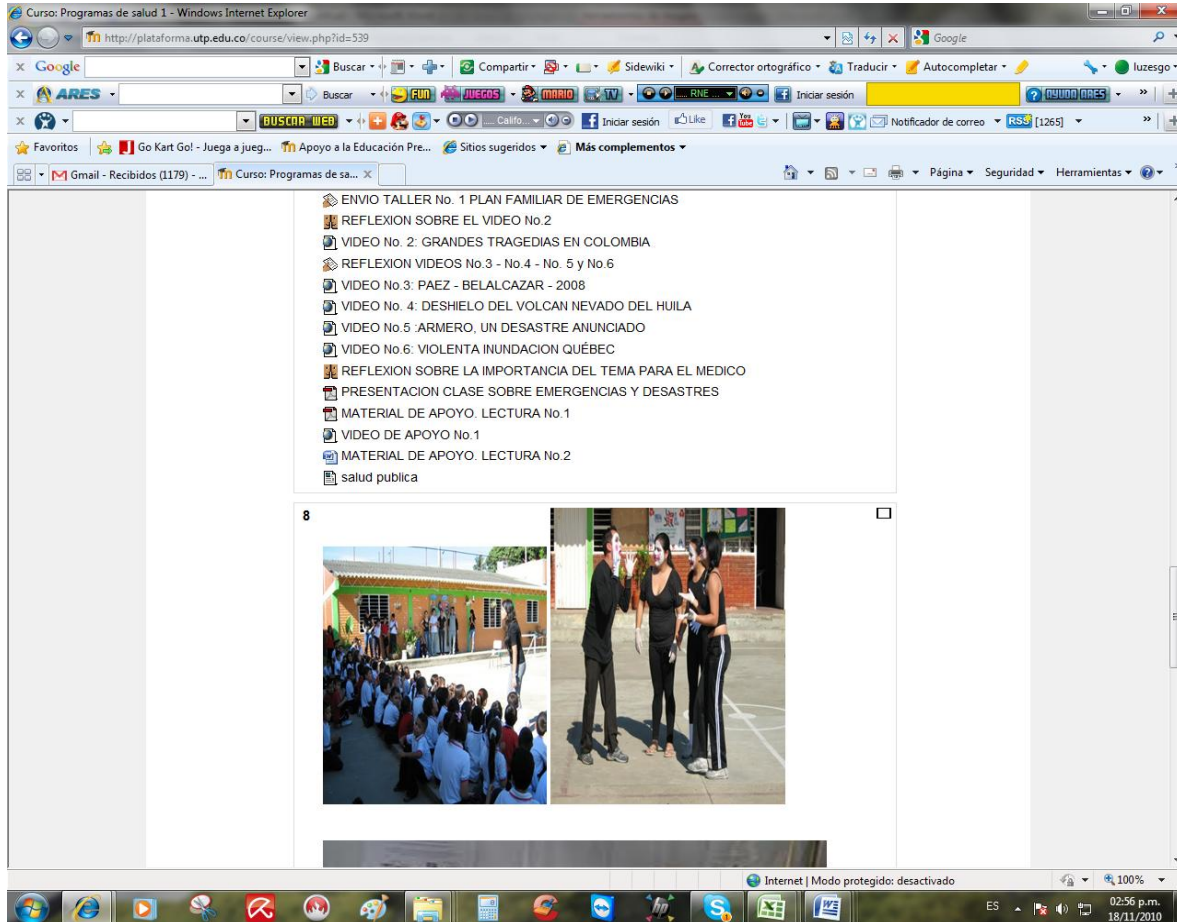 Curso: Programas de salud 1 - Windows Internet Explorer
http://plataforma.utp.edu.co/course/view.php?id=539 Google
x Google Buscar Compartir Sidewiki Corrector ortográfico Traducir Autocompletar luzesgo
x ARES Buscar FUN JUEGOS MARIO TV .... RNE ... Iniciar sesión AYUDA ARES »
x BUSCAR WEB .... Califo... Iniciar sesión Like You Tube Notificador de correo RSS [1265] »
Favoritos Go Kart Go! - Juega a jueg... Apoyo a la Educación Pre... Sitios sugeridos Más complementos
Gmail - Recibidos (1179) - ... Curso: Programas de sa... X Página Seguridad Herramientas
ENVIO TALLER No. 1 PLAN FAMILIAR DE EMERGENCIAS
REFLEXION SOBRE EL VIDEO No.2
VIDEO No. 2: GRANDES TRAGEDIAS EN COLOMBIA
REFLEXION VIDEOS No.3 - No.4 - No. 5 y No.6
VIDEO No.3: PAEZ - BELALCAZAR - 2008
VIDEO No. 4: DESHIELO DEL VOLCAN NEVADO DEL HUILA
VIDEO No.5 :ARMERO, UN DESASTRE ANUNCIADO
VIDEO No.6: VIOLENTA INUNDACION QUÉBEC
REFLEXION SOBRE LA IMPORTANCIA DEL TEMA PARA EL MEDICO
PRESENTACION CLASE SOBRE EMERGENCIAS Y DESASTRES
MATERIAL DE APOYO. LECTURA No.1
VIDEO DE APOYO No.1
MATERIAL DE APOYO. LECTURA No.2
salud publica
8
Internet | Modo protegido: desactivado 100%
ES 02:56 p.m.
18/11/2010